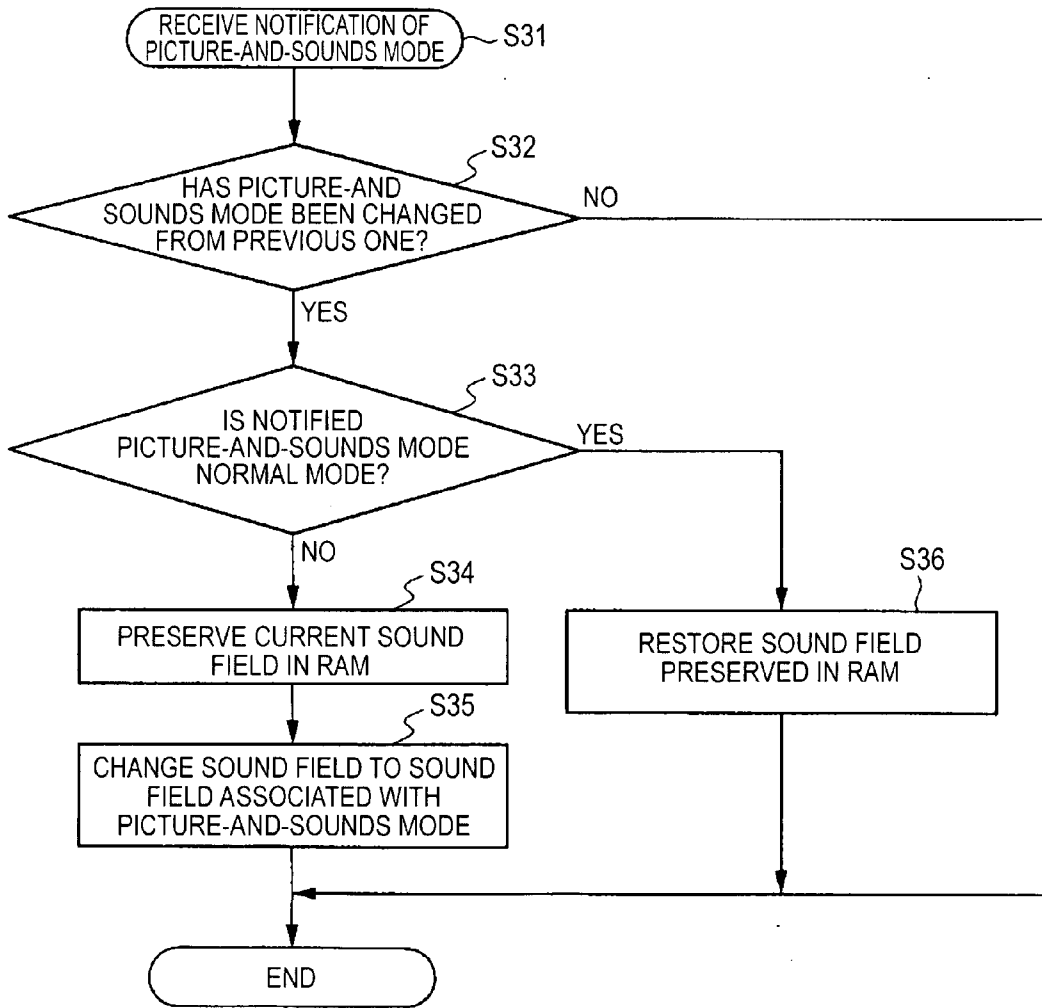 RECEIVE NOTIFICATION OF
PICTURE-AND-SOUNDS MODE
S31
S32
HAS PICTURE-AND
SOUNDS MODE BEEN CHANGED
FROM PREVIOUS ONE?
NO
YES
S33
IS NOTIFIED
PICTURE-AND-SOUNDS MODE
NORMAL MODE?
YES
NO
S34
PRESERVE CURRENT SOUND
FIELD IN RAM
S36
RESTORE SOUND FIELD
PRESERVED IN RAM
S35
CHANGE SOUND FIELD TO SOUND
FIELD ASSOCIATED WITH
PICTURE-AND-SOUNDS MODE
END